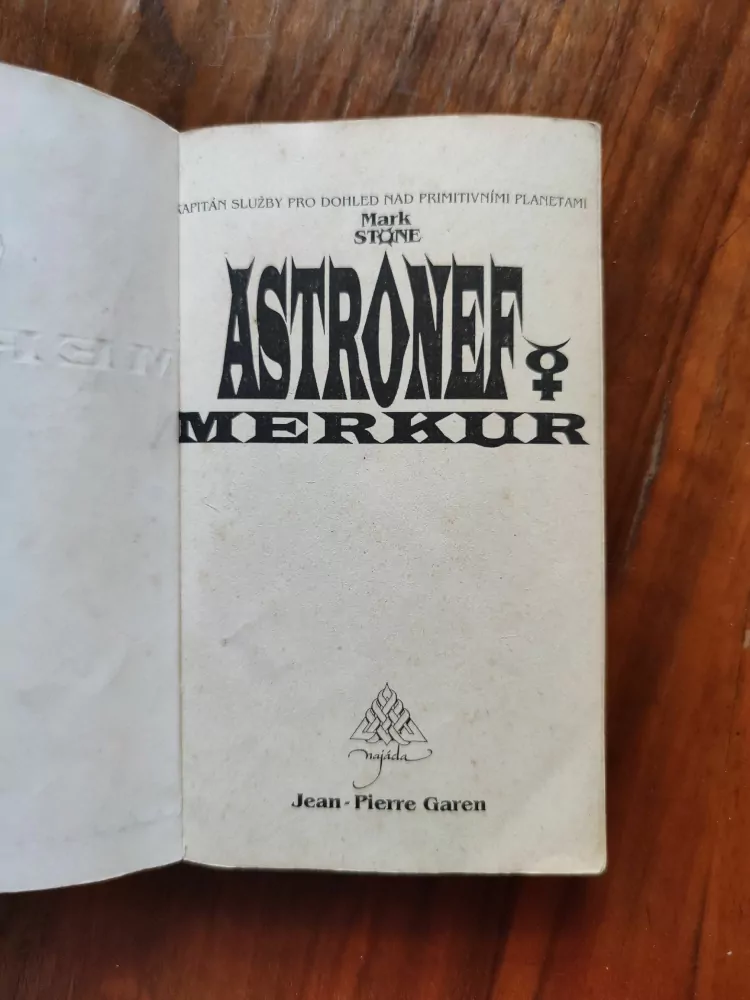 KAPITÁN SLUŽBY PRO DOHLED NAD PRIMITIVNÍMI PLANETAMI
Mark
STONE
ASTRONEF
MERKUR
najáda
Jean-Pierre Garen